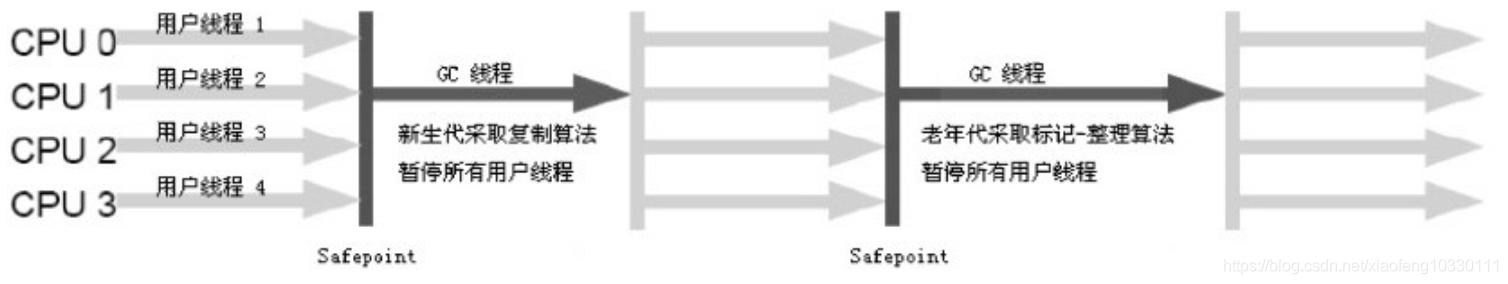 CPU 0
用户线程 1
CPU 1
用户线程 2
CPU 2
用户线程 3
CPU 3
用户线程 4
GC 线程
新生代采取复制算法
暂停所有用户线程
Safepoint
GC 线程
老年代采取标记-整理算法
暂停所有用户线程
Safepoint
https://blog.csdn.net/xiaofeng10330111